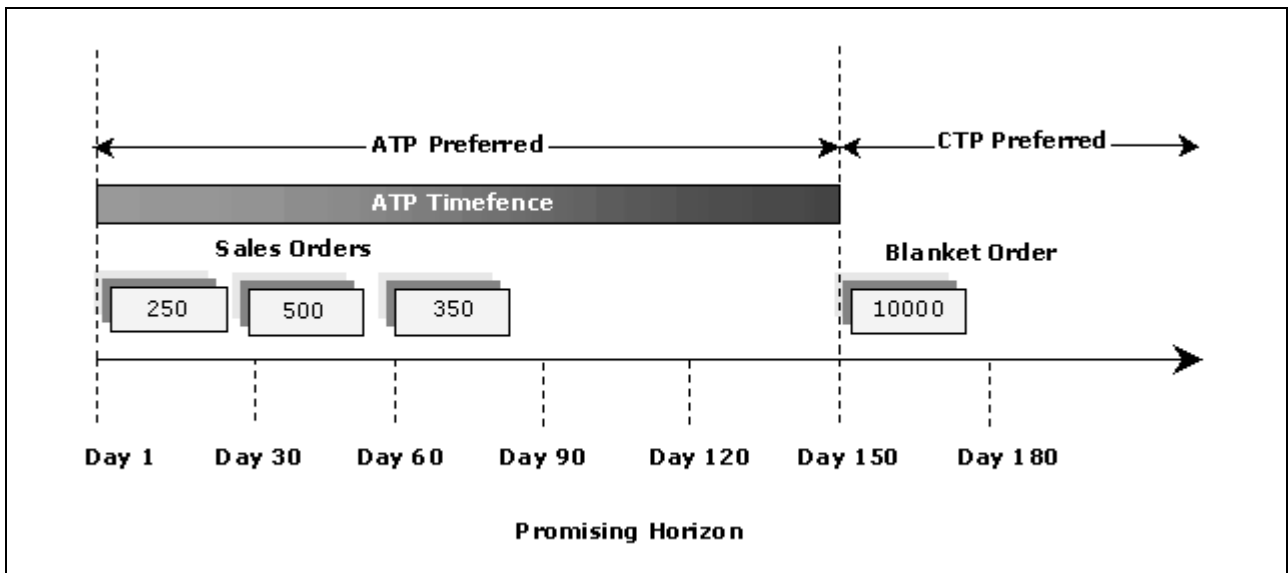 ATP Preferred
CTP Preferred
ATP Timefence
Sales Orders
Blanket Order
250 500 350 10000
Day 1 Day 30 Day 60 Day 90 Day 120 Day 150 Day 180
Promising Horizon